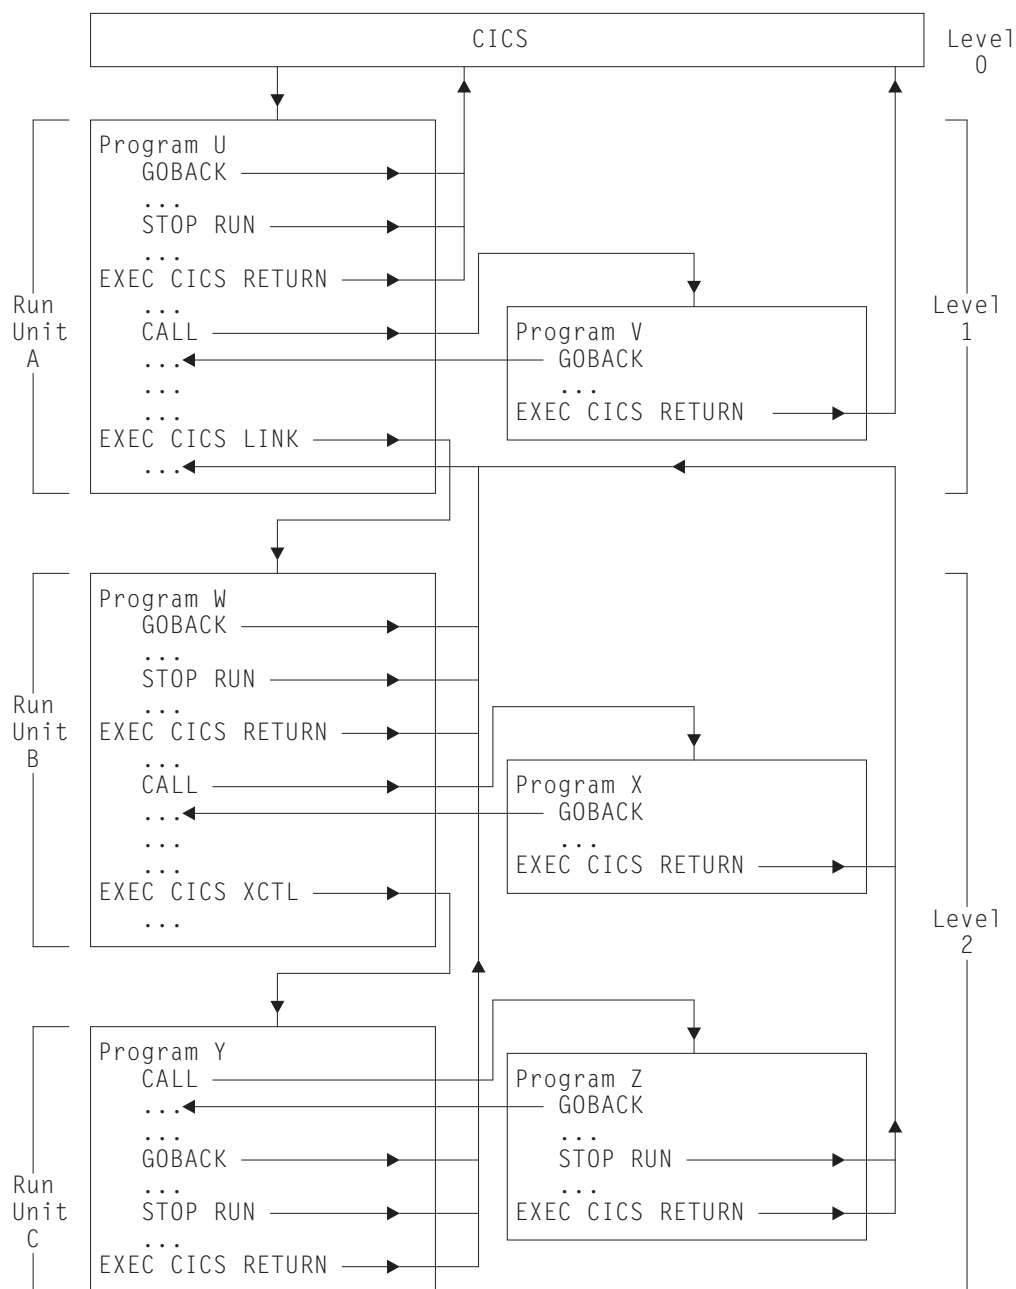 CICS
Level
0
Program U
GOBACK
...
STOP RUN
...
EXEC CICS RETURN
...
CALL
...
...
...
EXEC CICS LINK
...
Run
Unit
A
Program V
GOBACK
...
EXEC CICS RETURN
Level
1
Program W
GOBACK
...
STOP RUN
...
EXEC CICS RETURN
...
CALL
...
...
...
EXEC CICS XCTL
...
Run
Unit
B
Program X
GOBACK
...
EXEC CICS RETURN
Level
2
Program Y
CALL
...
...
GOBACK
...
STOP RUN
...
EXEC CICS RETURN
Run
Unit
C
Program Z
GOBACK
...
STOP RUN
...
EXEC CICS RETURN